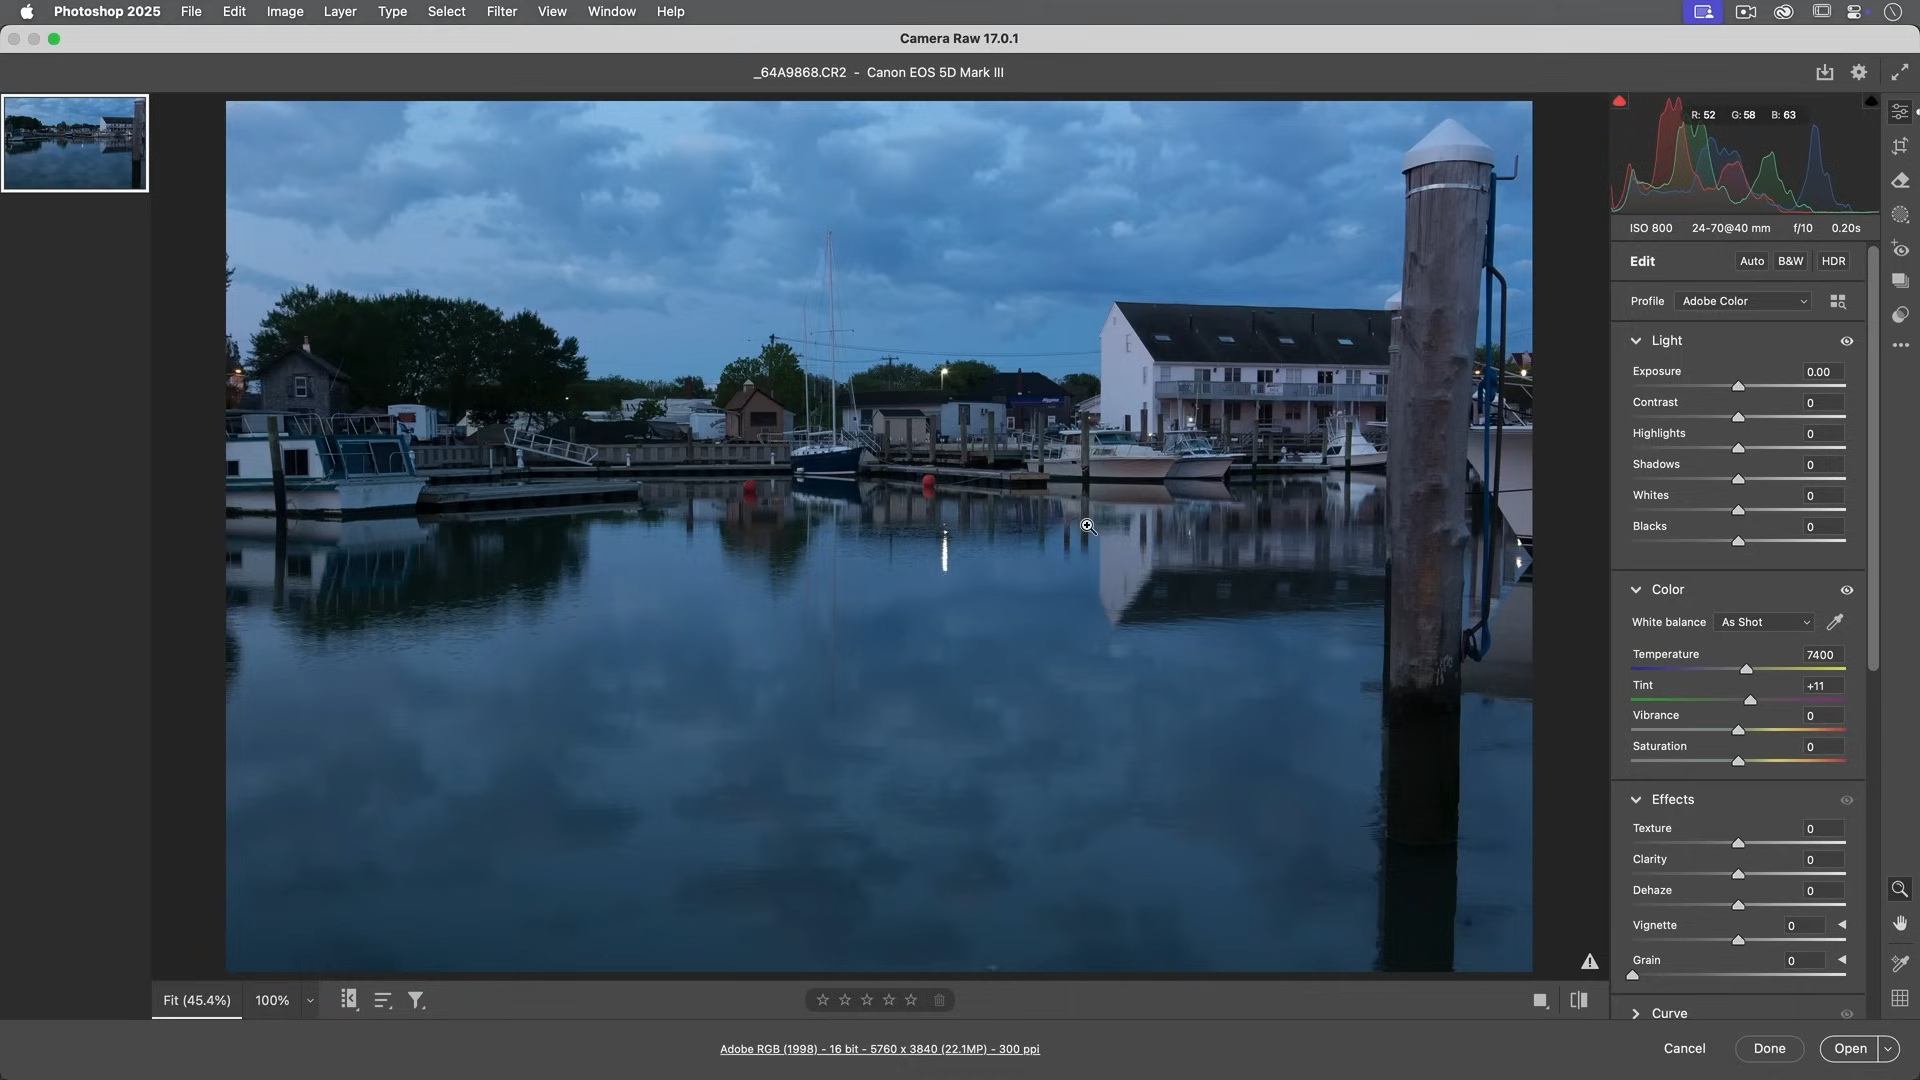 Photoshop 2025 File Edit Image Layer Type Select Filter View Window Help
Camera Raw 17.0.1
_64A9868.CR2 - Canon EOS 5D Mark III
R: 52 G: 58 B: 63
ISO 800 24-70@40 mm f/10 0.20s
Edit Auto B&W HDR
Profile Adobe Color
Light
Exposure 0.00
Contrast 0
Highlights 0
Shadows 0
Whites 0
Blacks 0
Color
White balance As Shot
Temperature 7400
Tint +11
Vibrance 0
Saturation 0
Effects
Texture 0
Clarity 0
Dehaze 0
Vignette 0
Grain 0
Curve
Fit (45.4%) 100%
Adobe RGB (1998) - 16 bit - 5760 x 3840 (22.1MP) - 300 ppi
Cancel Done Open